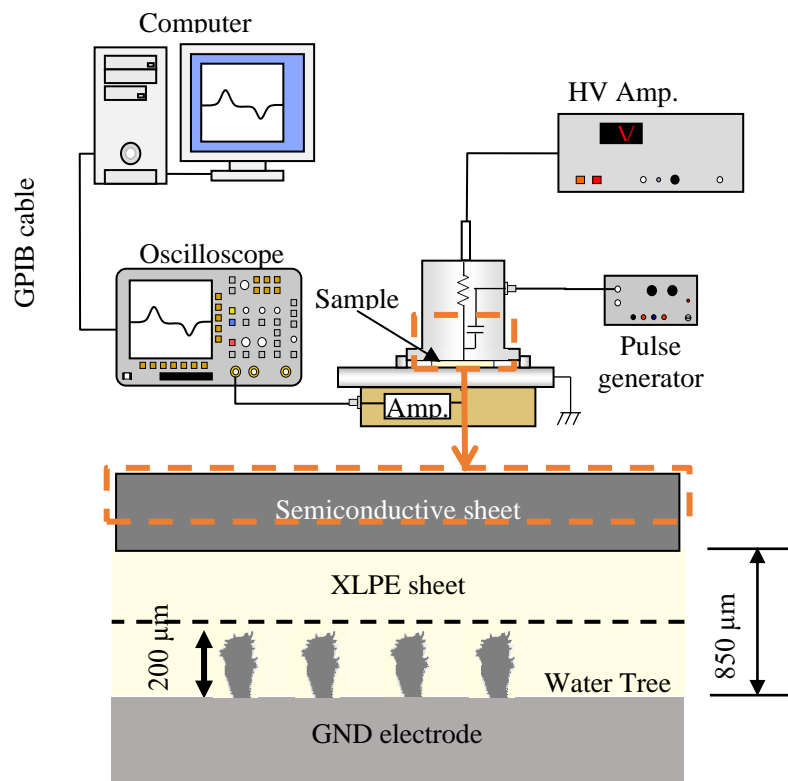 Computer
HV Amp.
V
GPIB cable
Oscilloscope
Sample
Pulse
generator
Amp.
Semiconductive sheet
XLPE sheet
200 μm
850 μm
Water Tree
GND electrode